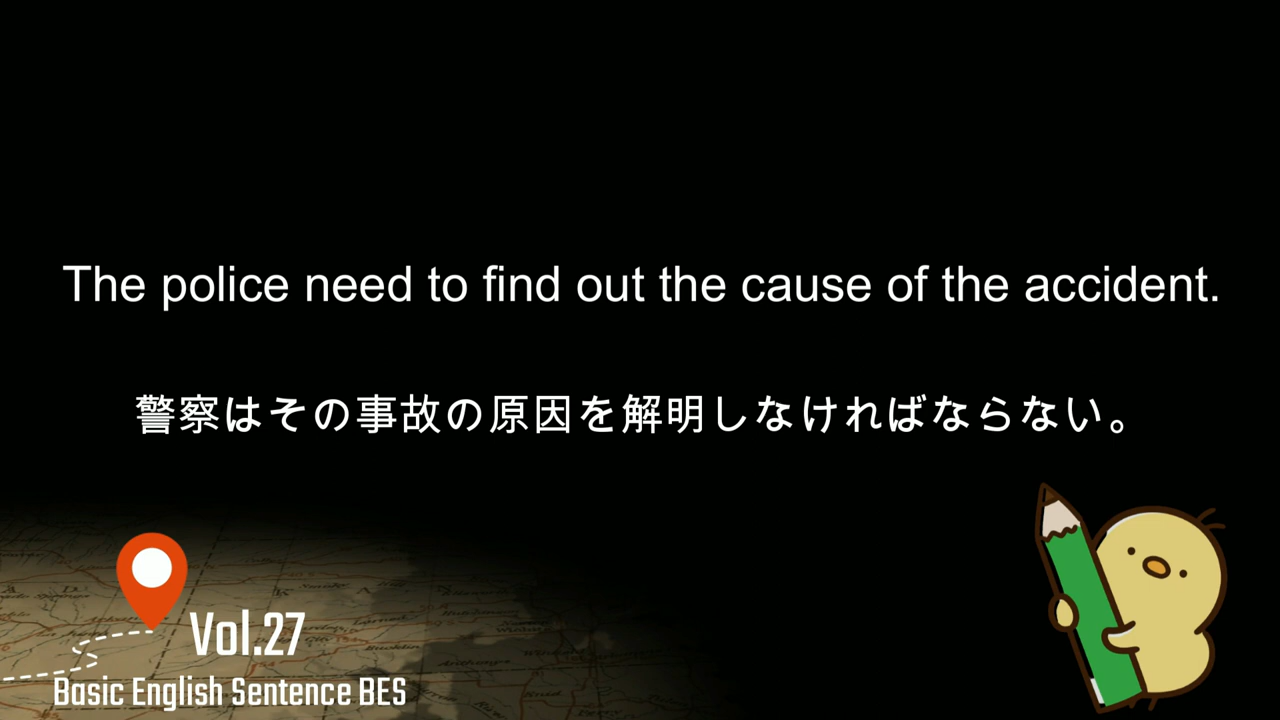 The police need to find out the cause of the accident.
警察はその事故の原因を解明しなければならない。
Vol.27
Basic English Sentence BES